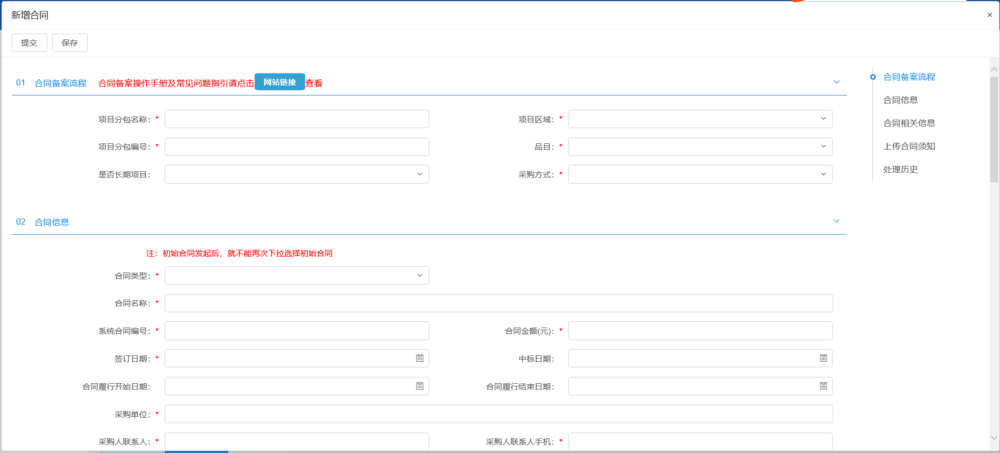 新增合同 ×
提交 保存
01 合同备案流程 合同备案操作手册及常见问题指引请点击 网站链接 查看
合同备案流程
合同信息
合同相关信息
上传合同须知
处理历史
项目分包名称: * 项目区域: *
项目分包编号: * 品目: *
是否长期项目: 采购方式: *
02 合同信息
注：初始合同发起后，就不能再次下拉选择初始合同
合同类型: *
合同名称: *
系统合同编号: * 合同金额(元): *
签订日期: * 中标日期:
合同履行开始日期: 合同履行结束日期:
采购单位: *
采购人联系人: * 采购人联系人手机: *